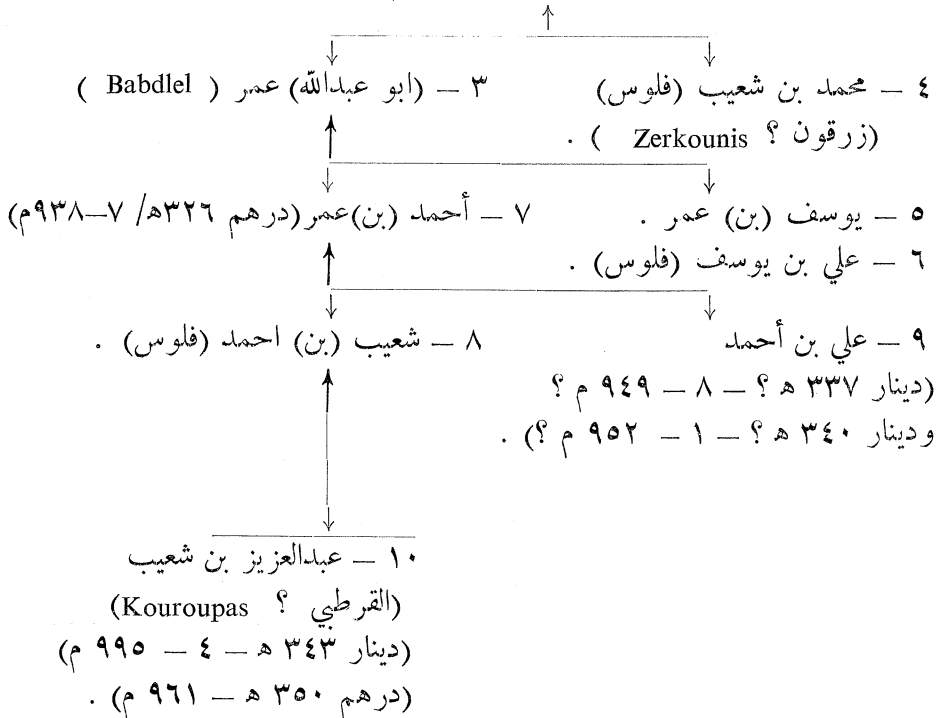 ٤ – محمد بن شعيب (فلوس) ٣ – (ابو عبدالله) عمر ( Babdlel )
(زرقون ؟ Zerkounis ) .
٥ – يوسف (بن) عمر . ٧ – أحمد (بن) عمر (درهم ٣٢٦ه/ ٧–٩٣٨م)
٦ – علي بن يوسف (فلوس) .
٩ – علي بن أحمد ٨ – شعيب (بن) احمد (فلوس) .
(دينار ٣٣٧ ه ؟ – ٨ – ٩٤٩ م ؟
ودينار ٣٤٠ ه ؟ – ١ – ٩٥٢ م ؟) .
١٠ – عبدالعزيز بن شعيب
(القرطبي ؟ Kouroupas)
(دينار ٣٤٣ ه – ٤ – ٩٩٥ م)
(درهم ٣٥٠ ه – ٩٦١ م) .